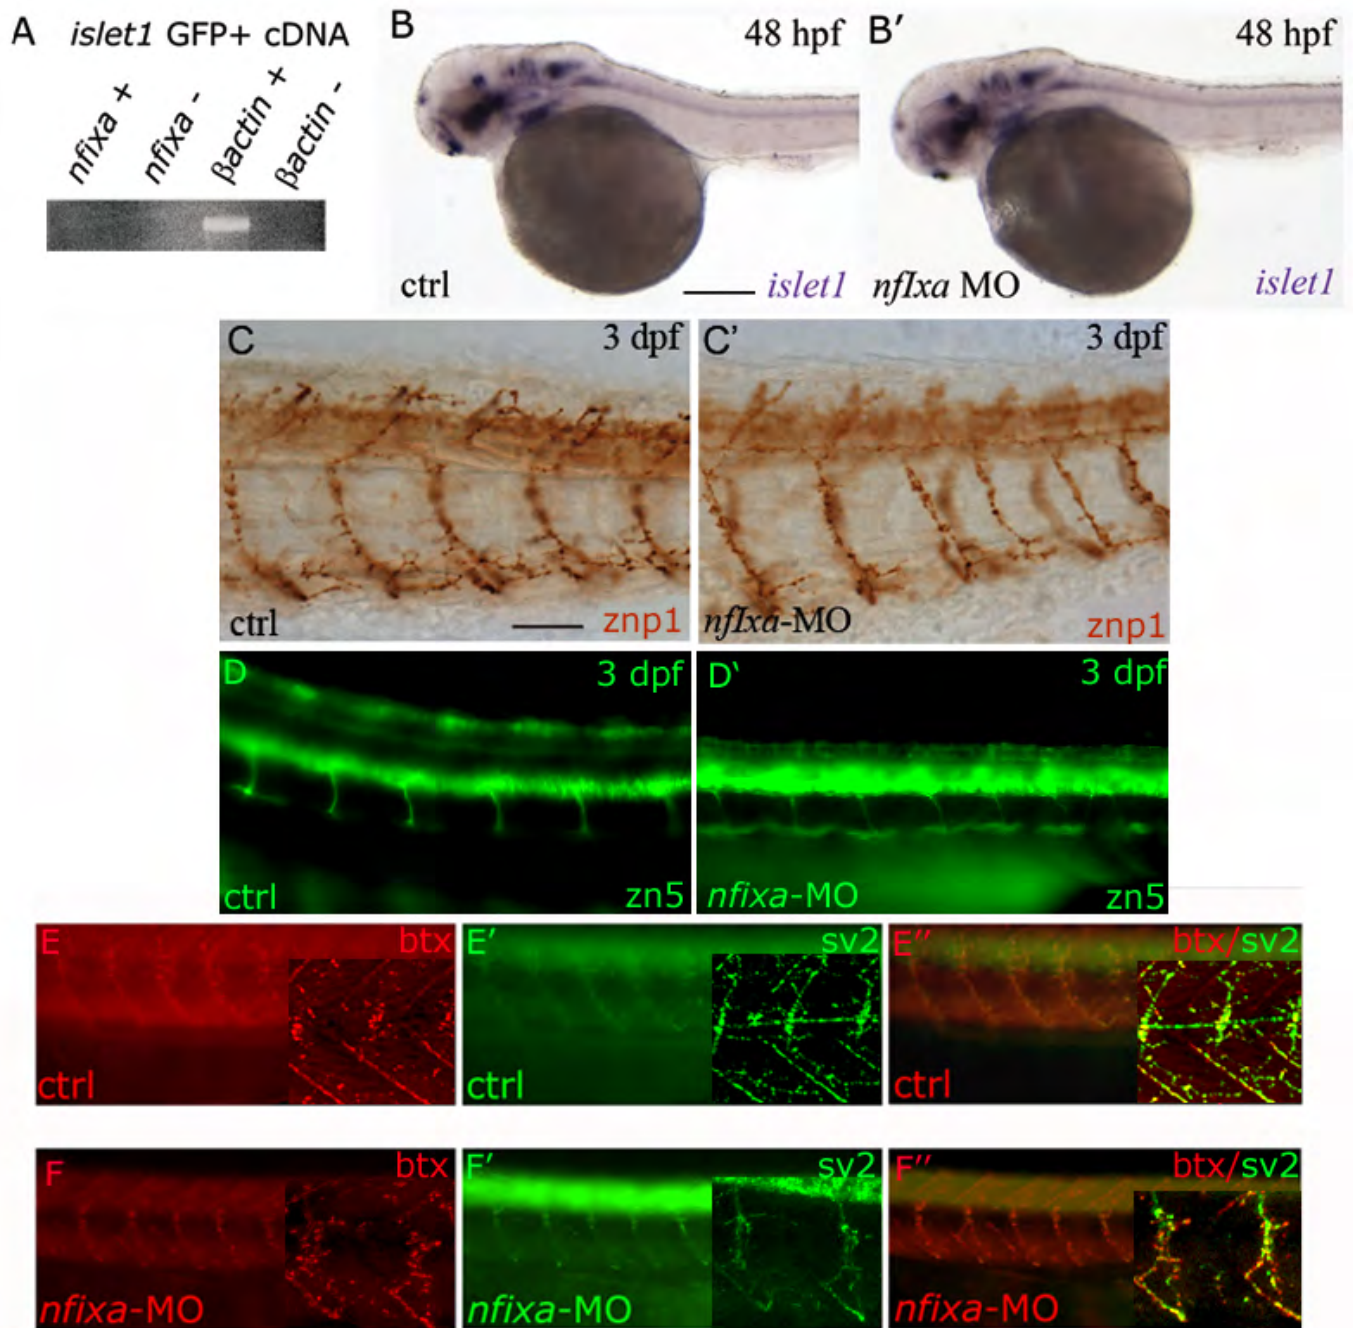 A islet1 GFP+ cDNA
nfixa +
nfixa -
βactin +
βactin -
B 48 hpf
ctrl islet1
B′ 48 hpf
nfIxa MO islet1
C 3 dpf
ctrl znp1
C' 3 dpf
nfIxa-MO znp1
D 3 dpf
ctrl zn5
D‛ 3 dpf
nfixa-MO zn5
E btx
ctrl
E′ sv2
ctrl
E″ btx/sv2
ctrl
F btx
nfixa-MO
F′ sv2
nfixa-MO
F″ btx/sv2
nfixa-MO